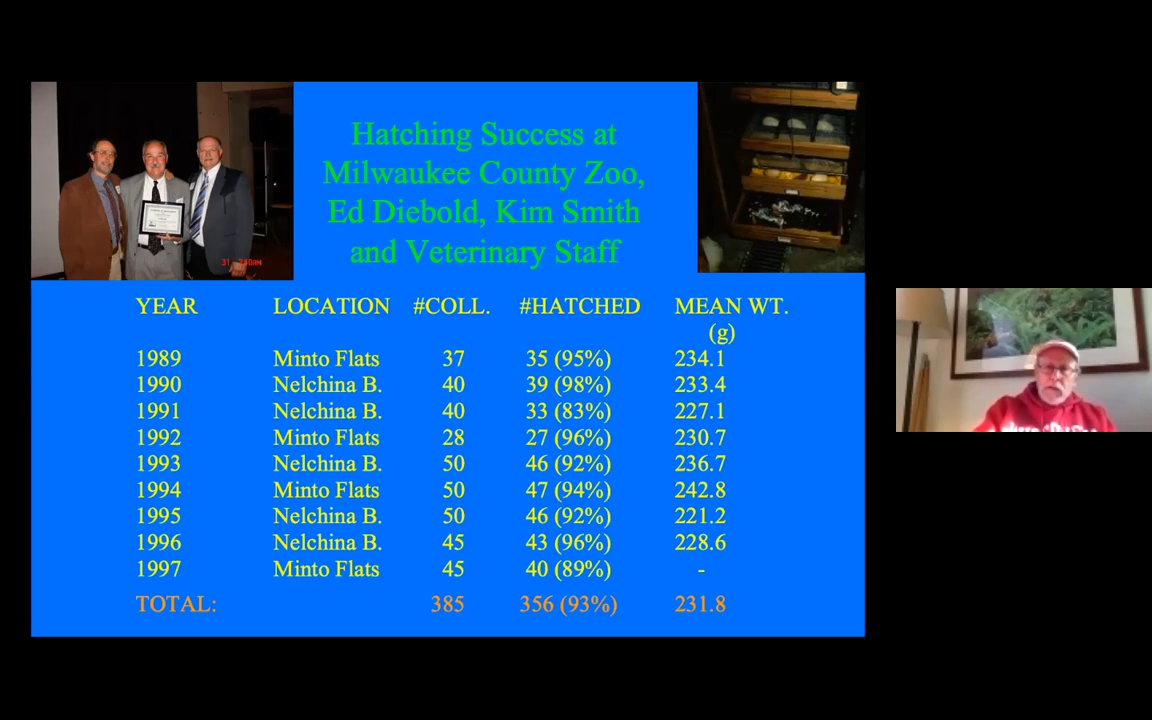 Hatching Success at
Milwaukee County Zoo,
Ed Diebold, Kim Smith
and Veterinary Staff
YEAR LOCATION #COLL. #HATCHED MEAN WT.
(g)
1989 Minto Flats 37 35 (95%) 234.1
1990 Nelchina B. 40 39 (98%) 233.4
1991 Nelchina B. 40 33 (83%) 227.1
1992 Minto Flats 28 27 (96%) 230.7
1993 Nelchina B. 50 46 (92%) 236.7
1994 Minto Flats 50 47 (94%) 242.8
1995 Nelchina B. 50 46 (92%) 221.2
1996 Nelchina B. 45 43 (96%) 228.6
1997 Minto Flats 45 40 (89%) -
TOTAL: 385 356 (93%) 231.8